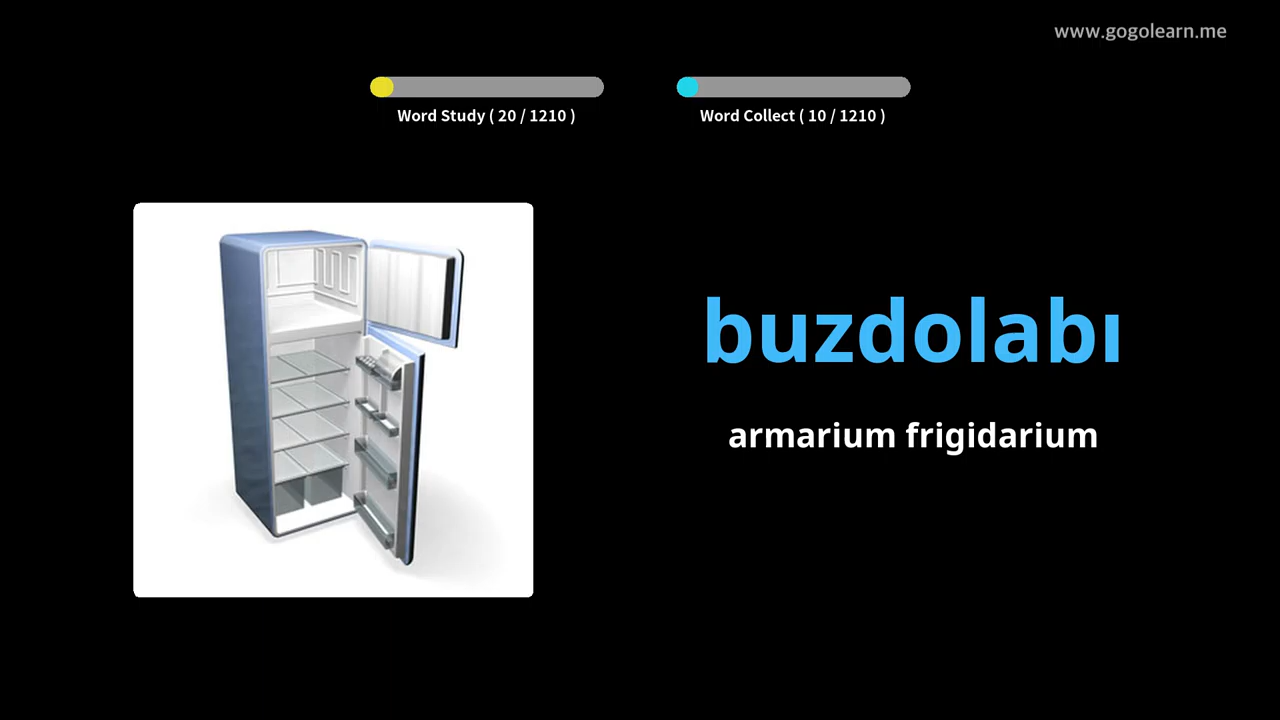 www.gogolearn.me
Word Study ( 20 / 1210 )
Word Collect ( 10 / 1210 )
buzdolabı
armarium frigidarium